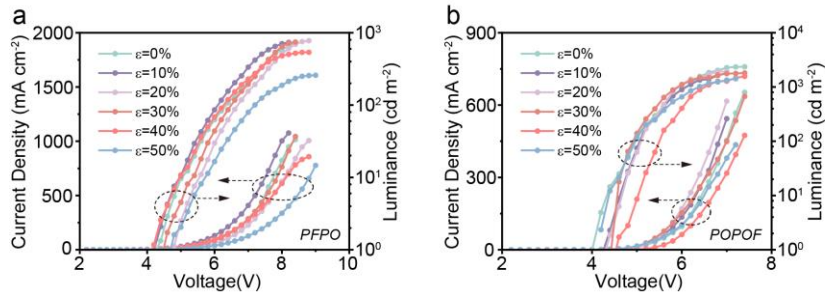 a
2000
1500
1000
500
0
Current Density (mA cm⁻²)
ε=0%
ε=10%
ε=20%
ε=30%
ε=40%
ε=50%
10³
10²
10¹
10⁰
Luminance (cd m⁻²)
PFPO
2 4 6 8 10
Voltage(V)
b
900
600
300
0
Current Density (mA cm⁻²)
ε=0%
ε=10%
ε=20%
ε=30%
ε=40%
ε=50%
10⁴
10³
10²
10¹
10⁰
Luminance (cd m⁻²)
POPOF
2 4 6 8
Voltage(V)